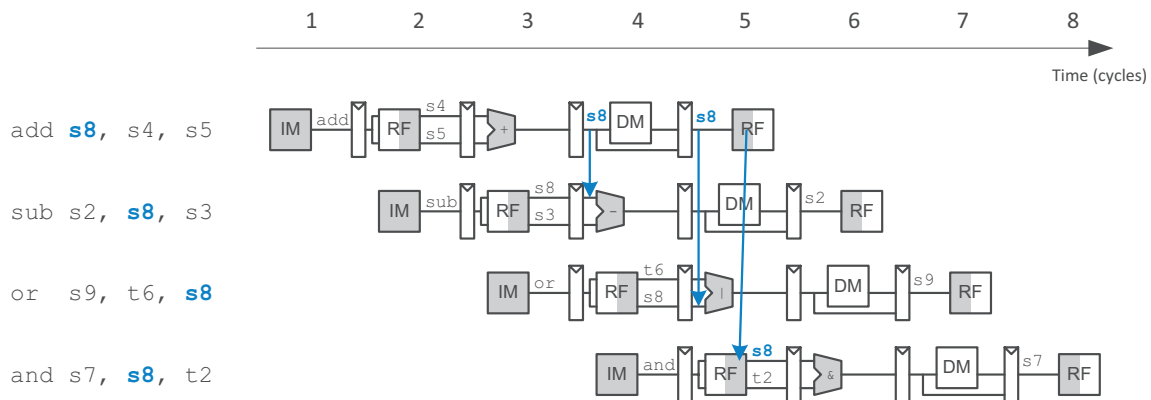 1 2 3 4 5 6 7 8
Time (cycles)
add s8, s4, s5 IM add RF s4 s5 + s8 DM s8 RF
sub s2, s8, s3 IM sub RF s8 s3 - DM s2 RF
or s9, t6, s8 IM or RF t6 s8 | DM s9 RF
and s7, s8, t2 IM and RF s8 t2 & DM s7 RF